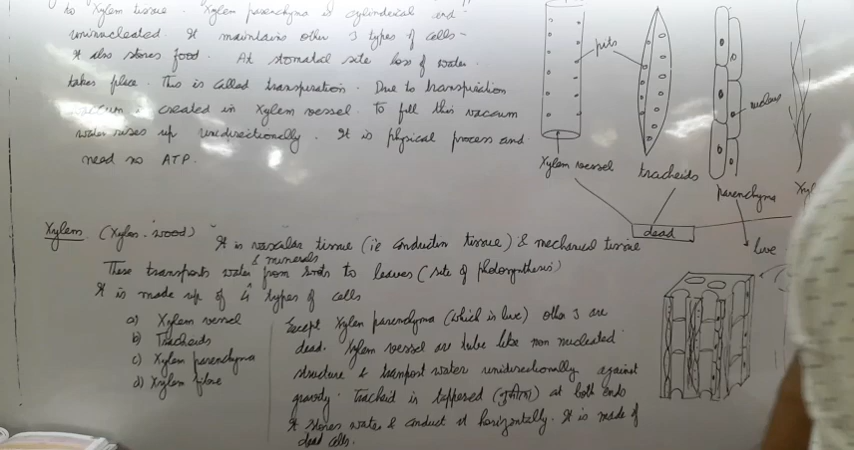 to Xylem tissue. Xylem parenchyma is cylinderical and
uninucleated. It maintains other 3 types of cells-
It also stores food. At stomatal site loss of water
takes place. This is called transpiration. Due to transpiration
vaccum is created in Xylem vessel. To fill this vacuum
water rises up unidirectionally. It is physical process and
need no ATP.
pits
nucleus
Xylem vessel
tracheids
parenchyma
Xyl
dead
Live
Xylem (Xylos-wood) It is vascular tissue (ie conduction tissue) & mechanical tissue
& minerals
These transports water from roots to leaves (site of photosynthesis)
It is made up of 4 types of cells
a) Xylem vessel
b) Tracheids
c) Xylem parenchyma
d) Xylem fibre
Except Xylem parenchyma (which is live) other 3 are
dead. Xylem vessel are tube like non nucleated
structure & transport water unidirectionally against
gravity. Tracheid is tappered (नुकीला) at both ends
It stores water & conduct it horizontally. It is made of
dead cells.